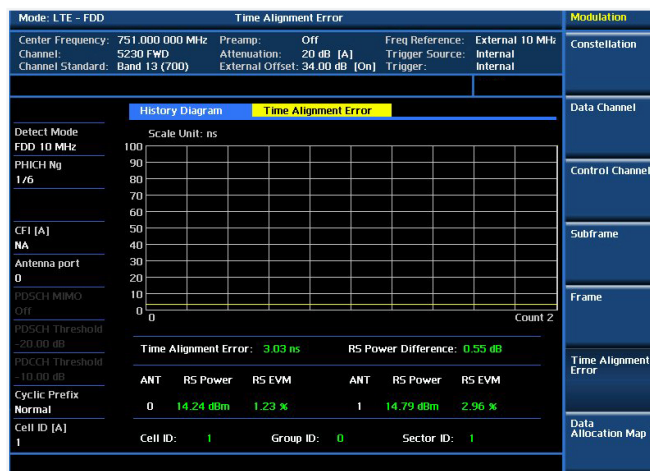 Mode: LTE - FDD Time Alignment Error Modulation
Center Frequency: 751.000 000 MHz Preamp: Off Freq Reference: External 10 MHz
Channel: 5230 FWD Attenuation: 20 dB [A] Trigger Source: Internal
Channel Standard: Band 13 (700) External Offset: 34.00 dB [On] Trigger: Internal
Constellation
History Diagram Time Alignment Error
Data Channel
Detect Mode
FDD 10 MHz
Scale Unit: ns
100
90
80
70
60
50
40
30
20
10
0
0 Count 2
PHICH Ng
1/6
Control Channel
CFI [A]
NA
Subframe
Antenna port
0
PDSCH MIMO
Off
Frame
PDSCH Threshold
-20.00 dB
Time Alignment Error: 3.03 ns RS Power Difference: 0.55 dB
PDCCH Threshold
-10.00 dB
Time Alignment
Error
ANT RS Power RS EVM ANT RS Power RS EVM
0 14.24 dBm 1.23 % 1 14.79 dBm 2.96 %
Cyclic Prefix
Normal
Cell ID [A]
1
Cell ID: 1 Group ID: 0 Sector ID: 1
Data
Allocation Map